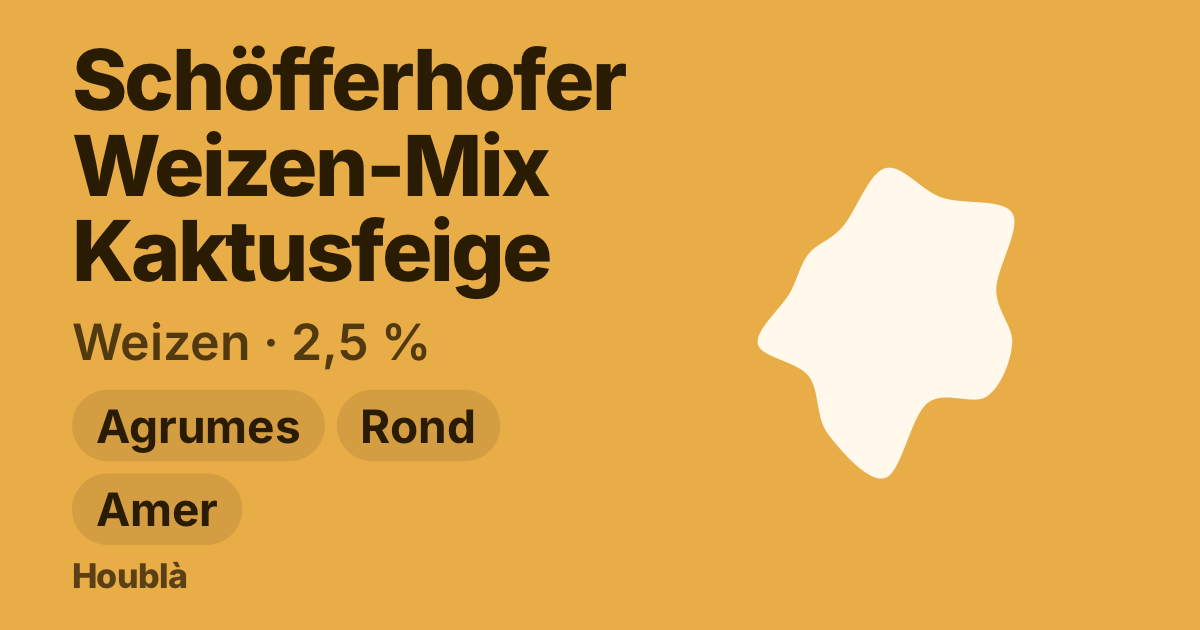 Schöfferhofer
Weizen-Mix
Kaktusfeige
Weizen · 2,5 %
Agrumes Rond
Amer
Houblà